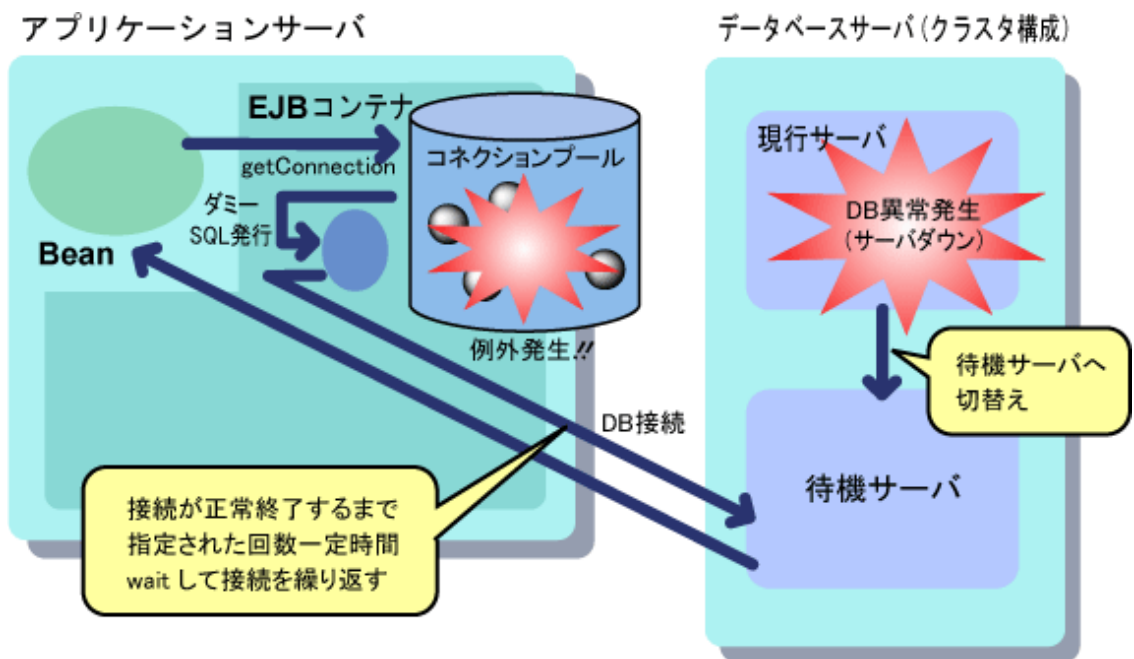 アプリケーションサーバ
データベースサーバ(クラスタ構成)
EJBコンテナ
getConnection
コネクションプール
ダミー
SQL発行
Bean
例外発生!!
現行サーバ
DB異常発生
(サーバダウン)
待機サーバへ
切替え
DB接続
接続が正常終了するまで
指定された回数一定時間
wait して接続を繰り返す
待機サーバ